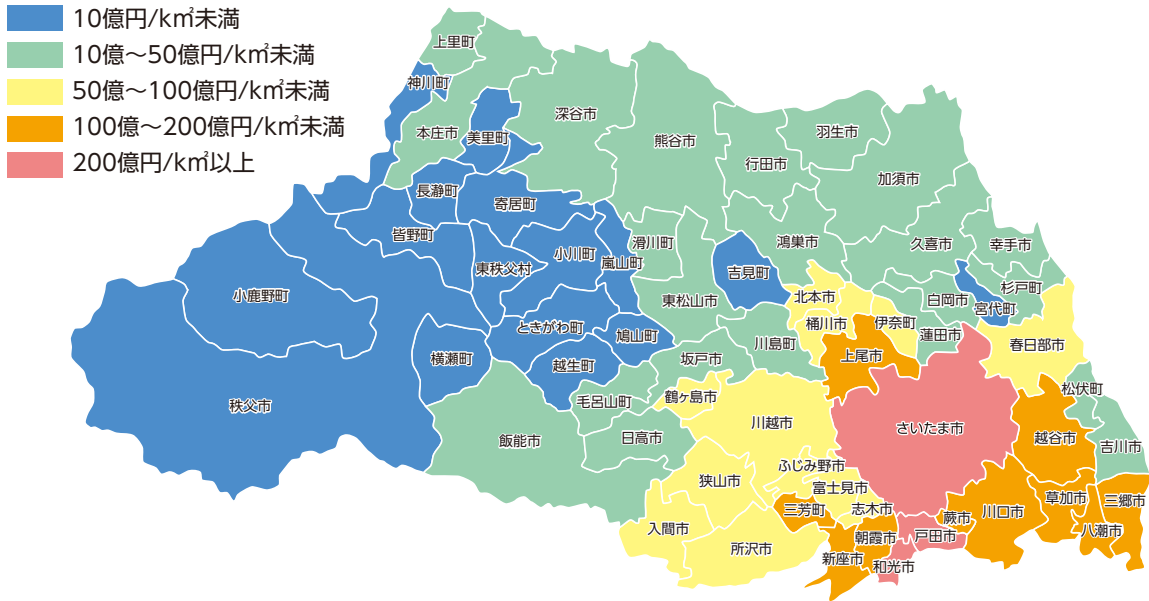 10億円/k㎡未満
10億～50億円/k㎡未満
50億～100億円/k㎡未満
100億～200億円/k㎡未満
200億円/k㎡以上
上里町
神川町
本庄市
美里町
深谷市
熊谷市
行田市
羽生市
加須市
長瀞町
寄居町
皆野町
小川町
嵐山町
滑川町
鴻巣市
久喜市
幸手市
東秩父村
吉見町
小鹿野町
東松山市
北本市
白岡市
杉戸町
宮代町
ときがわ町
鳩山町
桶川市
伊奈町
蓮田市
横瀬町
越生町
坂戸市
川島町
上尾市
春日部市
秩父市
毛呂山町
鶴ヶ島市
松伏町
飯能市
日高市
川越市
さいたま市
越谷市
吉川市
狭山市
ふじみ野市
富士見市
入間市
三芳町
志木市
蕨市
川口市
草加市
三郷市
所沢市
新座市
朝霞市
戸田市
八潮市
和光市